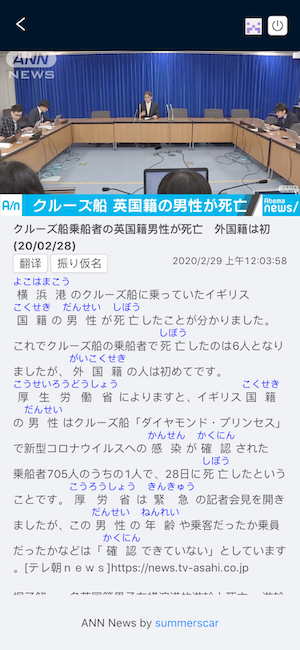 ANN
NEWS
A/n クルーズ船 英国籍の男性が死亡 Abema news/
クルーズ船乗船者の英国籍男性が死亡　外国籍は初
(20/02/28)
翻译 振り仮名 2020/2/29 上午12:03:58
よこはまこう
横浜港のクルーズ船に乗っていたイギリス
こくせき だんせい しぼう
国籍の男性が死亡したことが分かりました。
しぼう
これでクルーズ船の乗船者で死亡したのは6人となり
がいこくせき
ましたが、外国籍の人は初めてです。
こうせいろうどうしょう こくせき
厚生労働省によりますと、イギリス国籍
だんせい
の男性はクルーズ船「ダイヤモンド・プリンセス」
かんせん かくにん
で新型コロナウイルスへの感染が確認された
しぼう
乗船者705人のうちの1人で、28日に死亡したという
こうろうしょう きんきゅう
ことです。厚労省は緊急の記者会見を開き
だんせい ねんれい
ましたが、この男性の年齢や乗客だったか乗員
かくにん
だったかなどは「確認できていない」としています
。[テレ朝ｎｅｗｓ]https://news.tv-asahi.co.jp
ANN News by summerscar